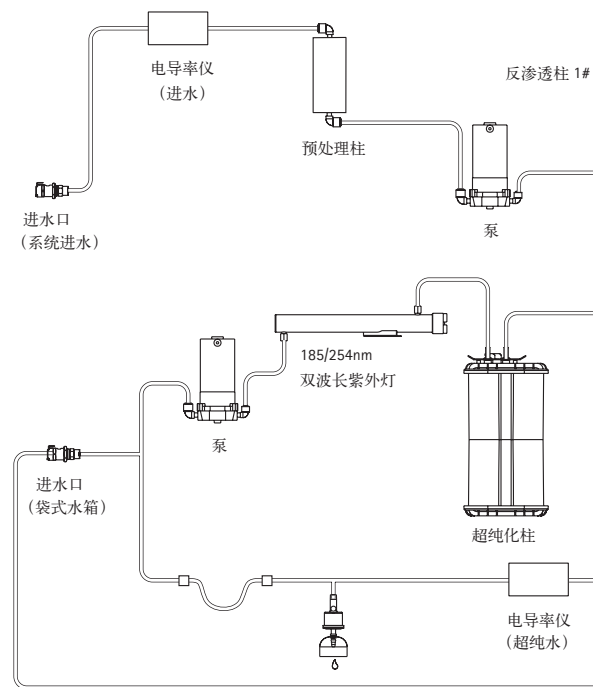 电导率仪
（进水）
反渗透柱 1#
预处理柱
进水口
（系统进水）
泵
185/254nm
双波长紫外灯
泵
进水口
（袋式水箱）
超纯化柱
电导率仪
（超纯水）